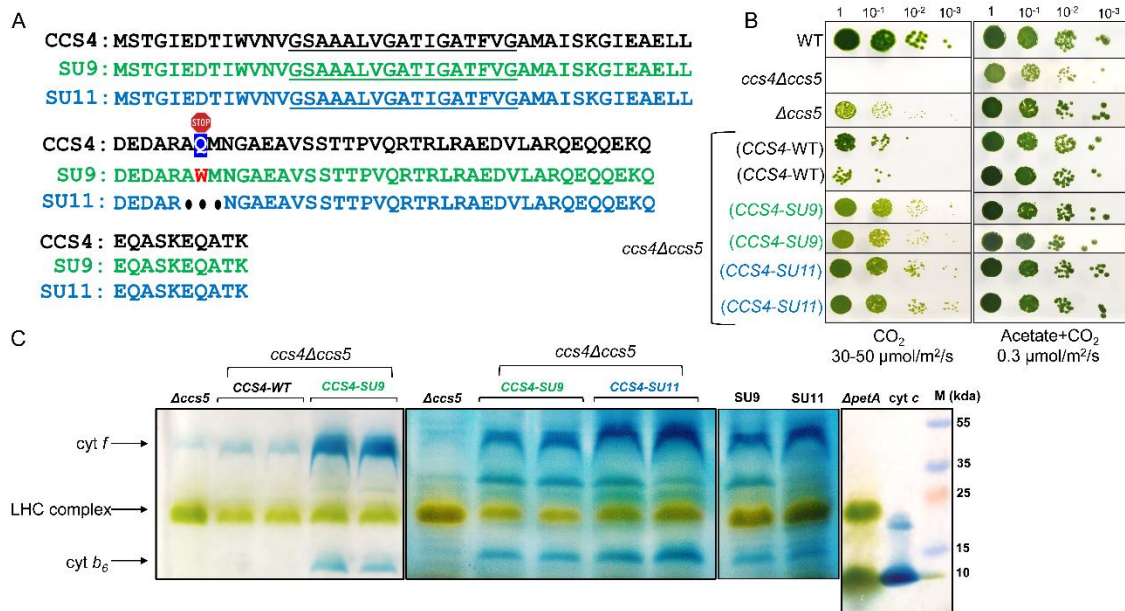 A
CCS4: MSTGIEDTIWVNVGSAAALVGATIGATFVGAMAISKGIEAELL
SU9: MSTGIEDTIWVNVGSAAALVGATIGATFVGAMAISKGIEAELL
SU11: MSTGIEDTIWVNVGSAAALVGATIGATFVGAMAISKGIEAELL
STOP
CCS4: DEDARAQMNGAEAVSSTTPVQRTRLRAEDVLARQEQQEKQ
SU9: DEDARAWMNGAEAVSSTTPVQRTRLRAEDVLARQEQQEKQ
SU11: DEDAR•••NGAEAVSSTTPVQRTRLRAEDVLARQEQQEKQ
CCS4: EQASKEQATK
SU9: EQASKEQATK
SU11: EQASKEQATK
B
1 10-1 10-2 10-3 1 10-1 10-2 10-3
WT
ccs4Δccs5
Δccs5
(CCS4-WT)
(CCS4-WT)
(CCS4-SU9)
ccs4Δccs5
(CCS4-SU9)
(CCS4-SU11)
(CCS4-SU11)
CO2 Acetate+CO2
30-50 µmol/m2/s 0.3 µmol/m2/s
C
ccs4Δccs5 ccs4Δccs5
Δccs5 CCS4-WT CCS4-SU9 Δccs5 CCS4-SU9 CCS4-SU11 SU9 SU11 ΔpetA cyt c M (kda)
cyt f
LHC complex
cyt b6
55
35
25
15
10